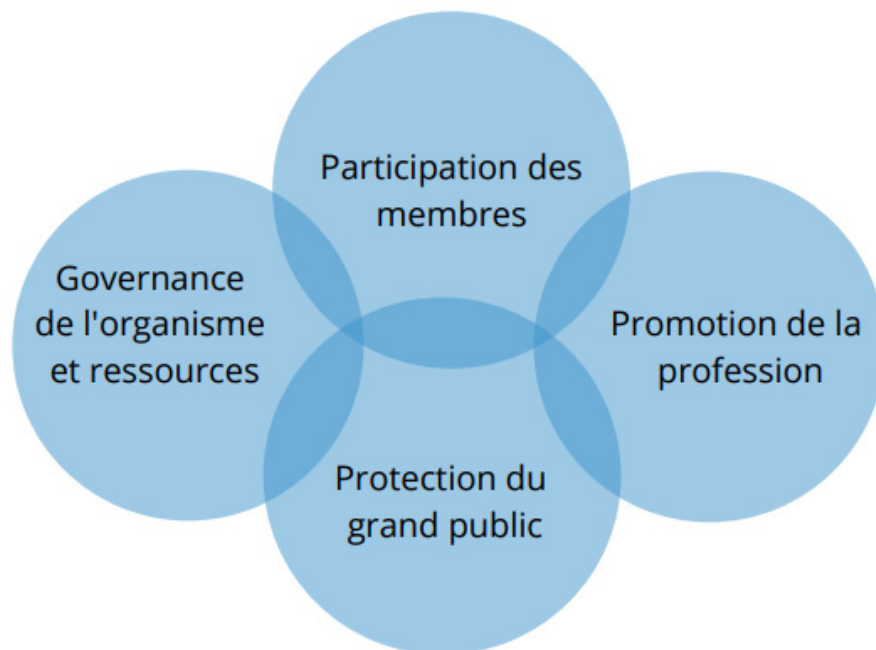 Participation des
membres
Governance
de l'organisme
et ressources
Promotion de la
profession
Protection du
grand public